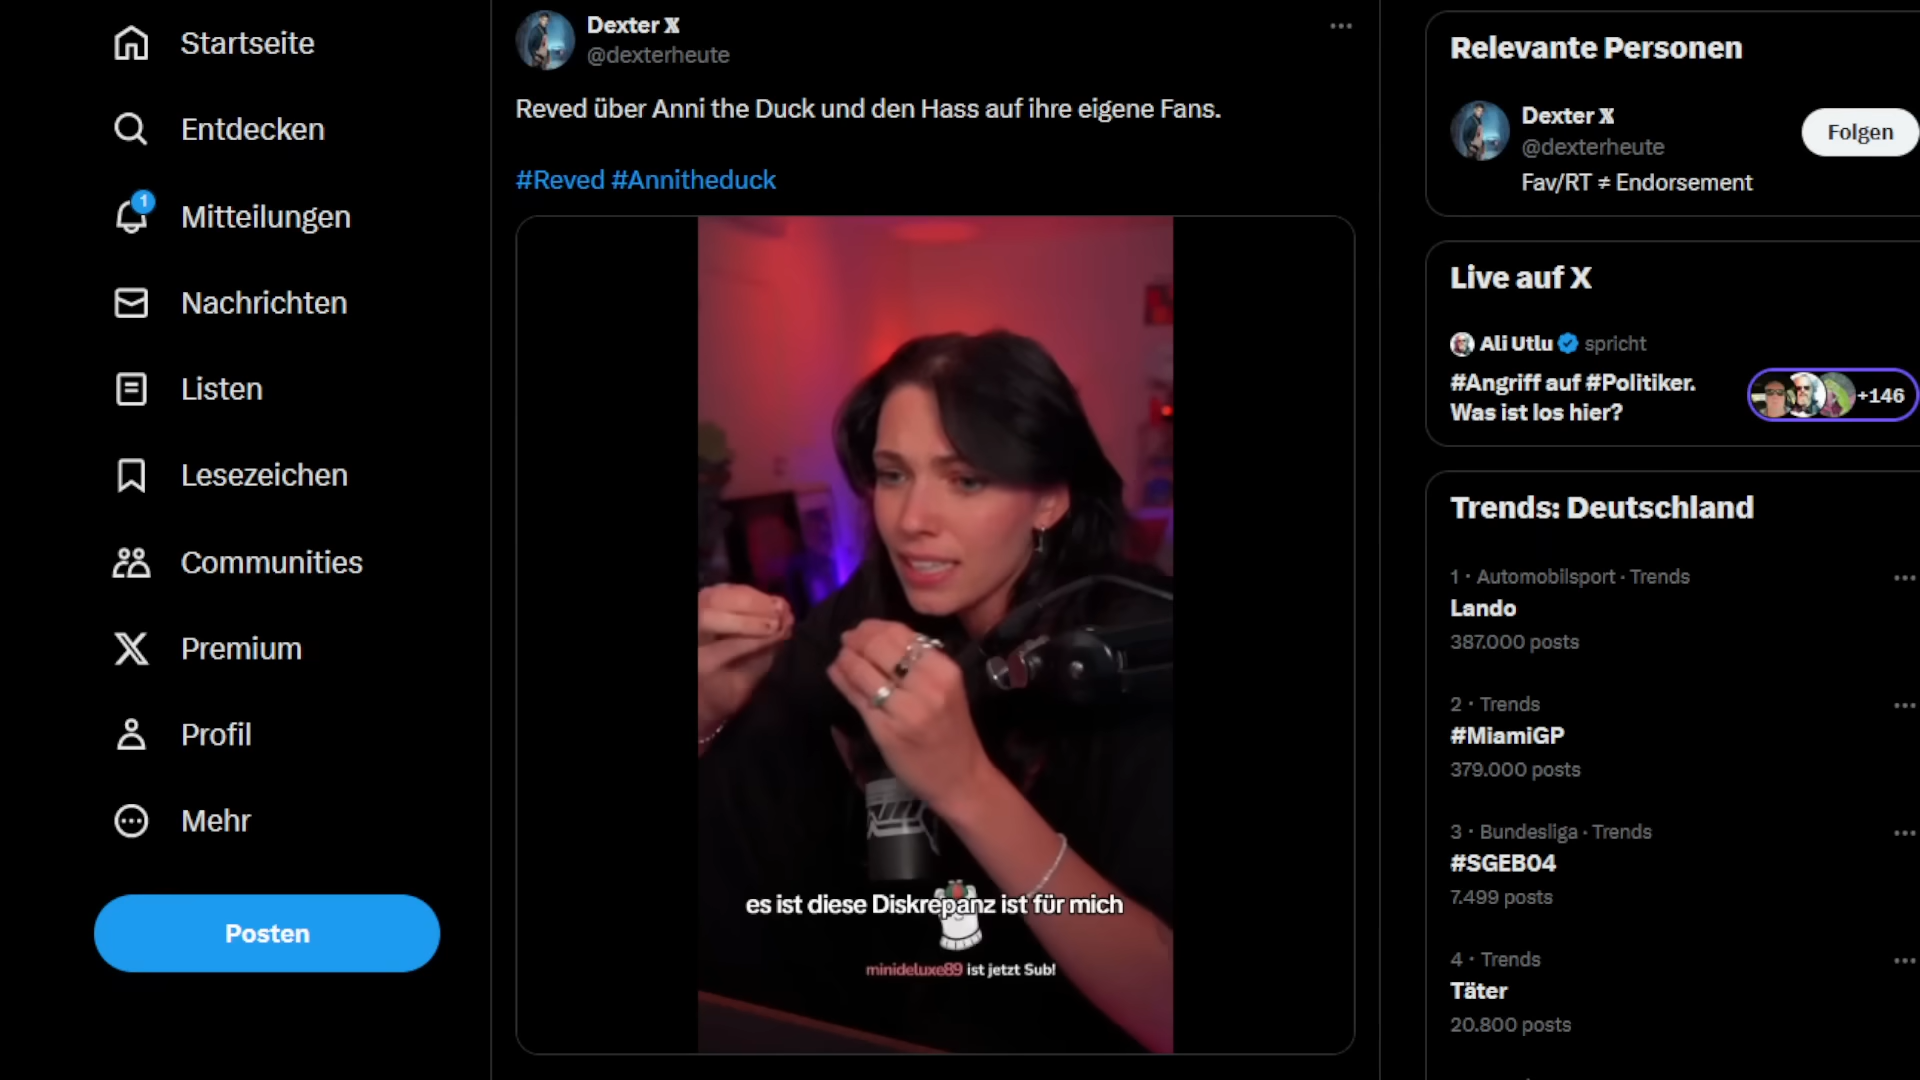 Startseite
Entdecken
1
Mitteilungen
Nachrichten
Listen
Lesezeichen
Communities
Premium
Profil
Mehr
Posten
Dexter 𝕏
@dexterheute
Reved über Anni the Duck und den Hass auf ihre eigene Fans.
#Reved #Annitheduck
es ist diese Diskrepanz ist für mich
minideluxe89 ist jetzt Sub!
Relevante Personen
Dexter 𝕏
@dexterheute
Folgen
Fav/RT ≠ Endorsement
Live auf X
Ali Utlu spricht
#Angriff auf #Politiker.
Was ist los hier?
+146
Trends: Deutschland
1 · Automobilsport · Trends
Lando
387.000 posts
2 · Trends
#MiamiGP
379.000 posts
3 · Bundesliga · Trends
#SGEB04
7.499 posts
4 · Trends
Täter
20.800 posts